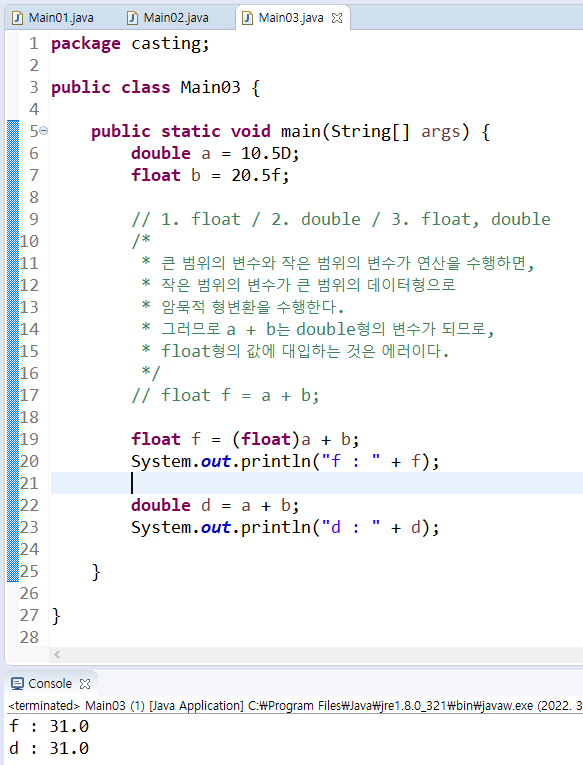 Main01.java Main02.java Main03.java
1 package casting;
2
3 public class Main03 {
4
5 public static void main(String[] args) {
6 double a = 10.5D;
7 float b = 20.5f;
8
9 // 1. float / 2. double / 3. float, double
10 /*
11 * 큰 범위의 변수와 작은 범위의 변수가 연산을 수행하면,
12 * 작은 범위의 변수가 큰 범위의 데이터형으로
13 * 암묵적 형변환을 수행한다.
14 * 그러므로 a + b는 double형의 변수가 되므로,
15 * float형의 값에 대입하는 것은 에러이다.
16 */
17 // float f = a + b;
18
19 float f = (float)a + b;
20 System.out.println("f : " + f);
21
22 double d = a + b;
23 System.out.println("d : " + d);
24
25 }
26
27 }
28
Console
<terminated> Main03 (1) [Java Application] C:₩Program Files₩Java₩jre1.8.0_321₩bin₩javaw.exe (2022. 3
f : 31.0
d : 31.0